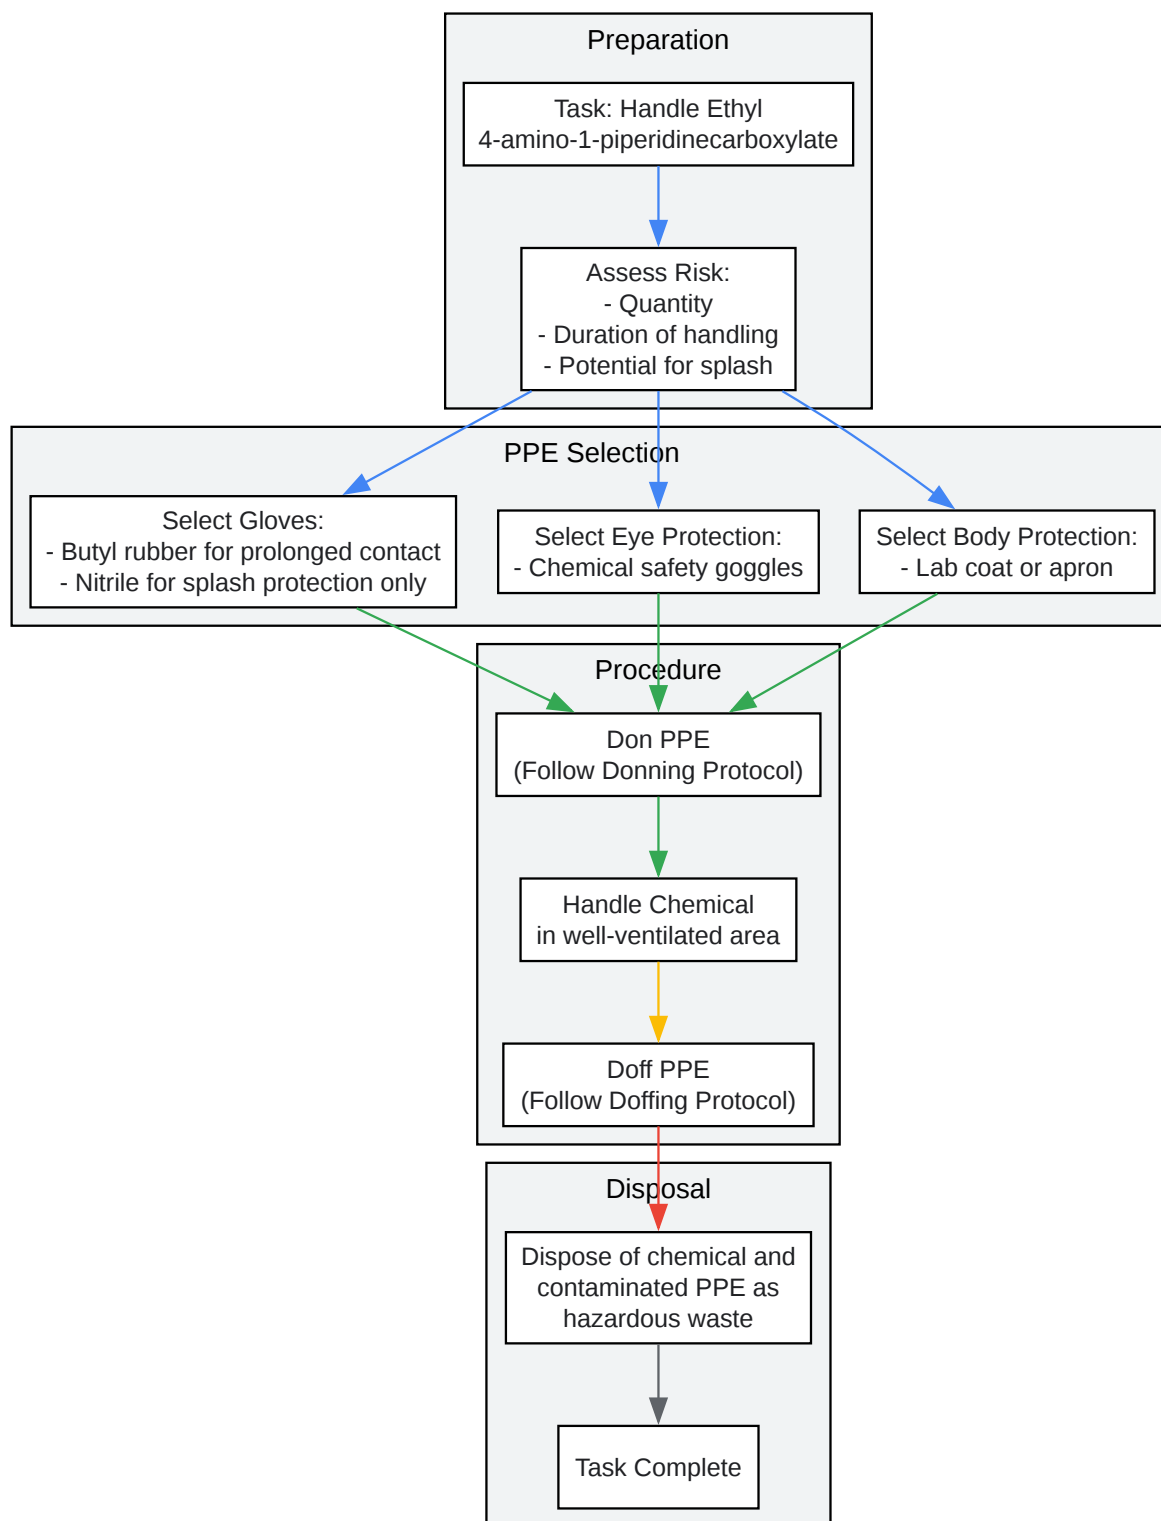 Preparation
Task: Handle Ethyl
4-amino-1-piperidinecarboxylate
Assess Risk:
- Quantity
- Duration of handling
- Potential for splash
PPE Selection
Select Gloves:
- Butyl rubber for prolonged contact
- Nitrile for splash protection only
Select Eye Protection:
- Chemical safety goggles
Select Body Protection:
- Lab coat or apron
Procedure
Don PPE
(Follow Donning Protocol)
Handle Chemical
in well-ventilated area
Doff PPE
(Follow Doffing Protocol)
Disposal
Dispose of chemical and
contaminated PPE as
hazardous waste
Task Complete